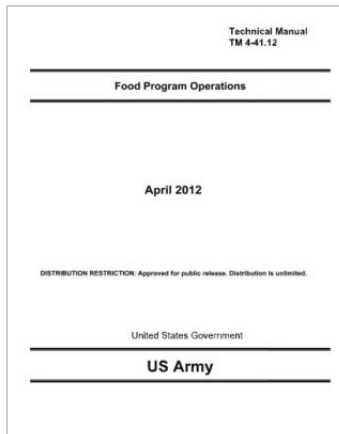 Technical Manual
TM 4-41.12
Food Program Operations
April 2012
DISTRIBUTION RESTRICTION: Approved for public release. Distribution is unlimited.
United States Government
US Army